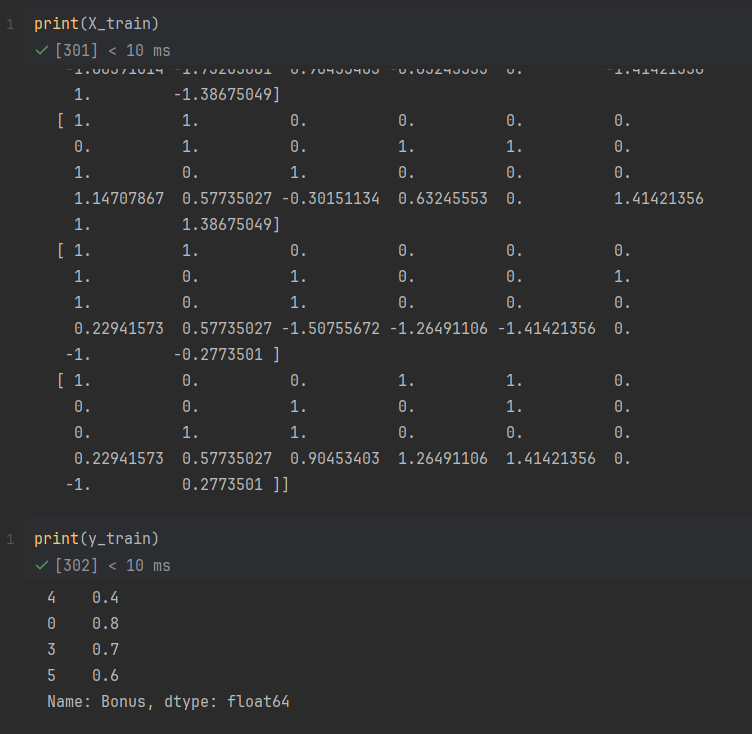 1 print(X_train)
[301] < 10 ms
-1.60591014 -1.73205081 0.90453403 -0.63245553 0. -1.41421356
1. -1.38675049]
[ 1. 1. 0. 0. 0. 0.
0. 1. 0. 1. 1. 0.
1. 0. 1. 0. 0. 0.
1.14707867 0.57735027 -0.30151134 0.63245553 0. 1.41421356
1. 1.38675049]
[ 1. 1. 0. 0. 0. 0.
1. 0. 1. 0. 0. 1.
1. 0. 1. 0. 0. 0.
0.22941573 0.57735027 -1.50755672 -1.26491106 -1.41421356 0.
-1. -0.2773501 ]
[ 1. 0. 0. 1. 1. 0.
0. 0. 1. 0. 1. 0.
0. 1. 1. 0. 0. 0.
0.22941573 0.57735027 0.90453403 1.26491106 1.41421356 0.
-1. 0.2773501 ]]
1 print(y_train)
[302] < 10 ms
4 0.4
0 0.8
3 0.7
5 0.6
Name: Bonus, dtype: float64